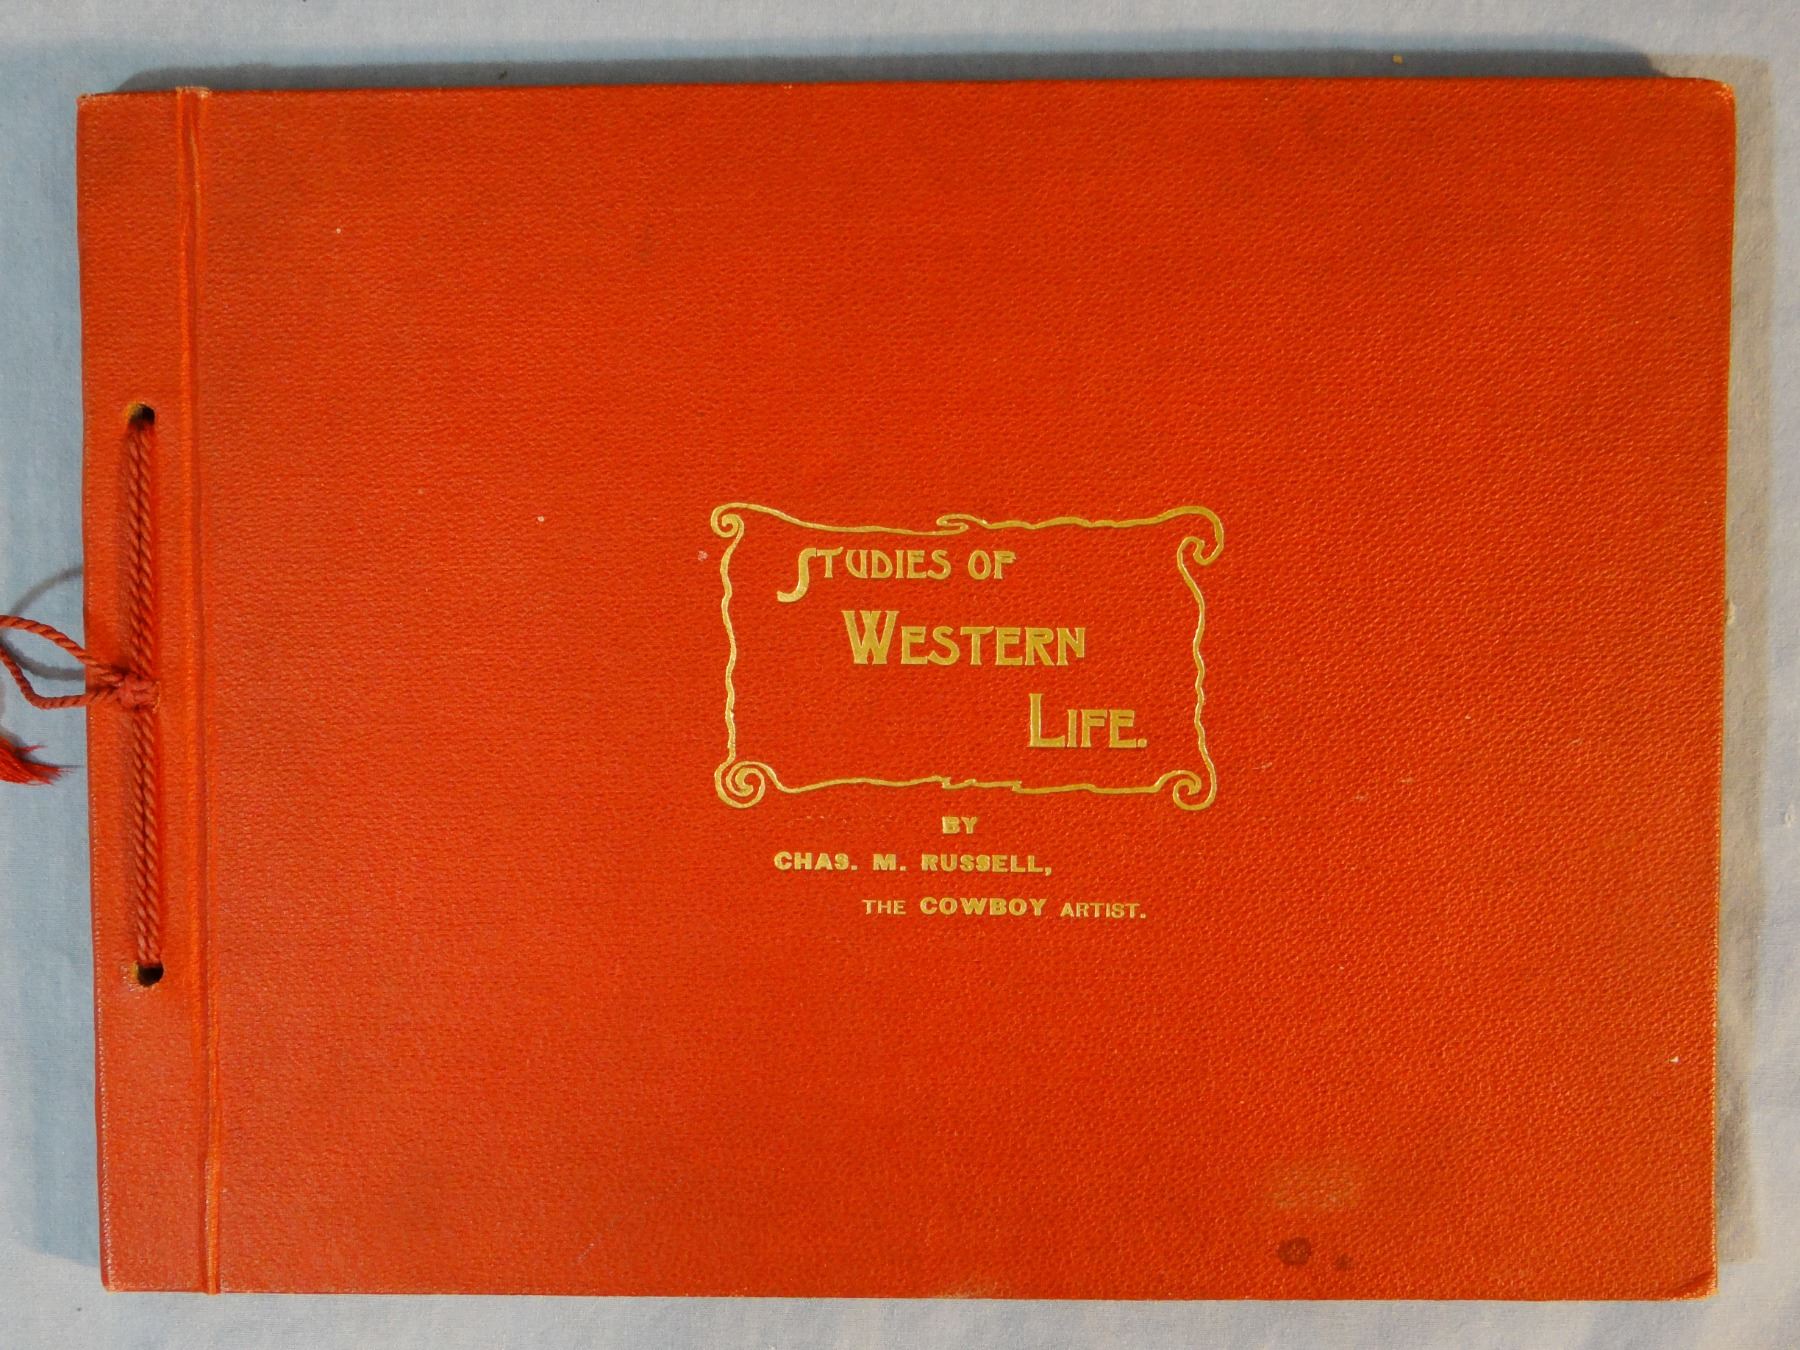 STUDIES OF
WESTERN
LIFE.
BY
CHAS. M. RUSSELL,
THE COWBOY ARTIST.